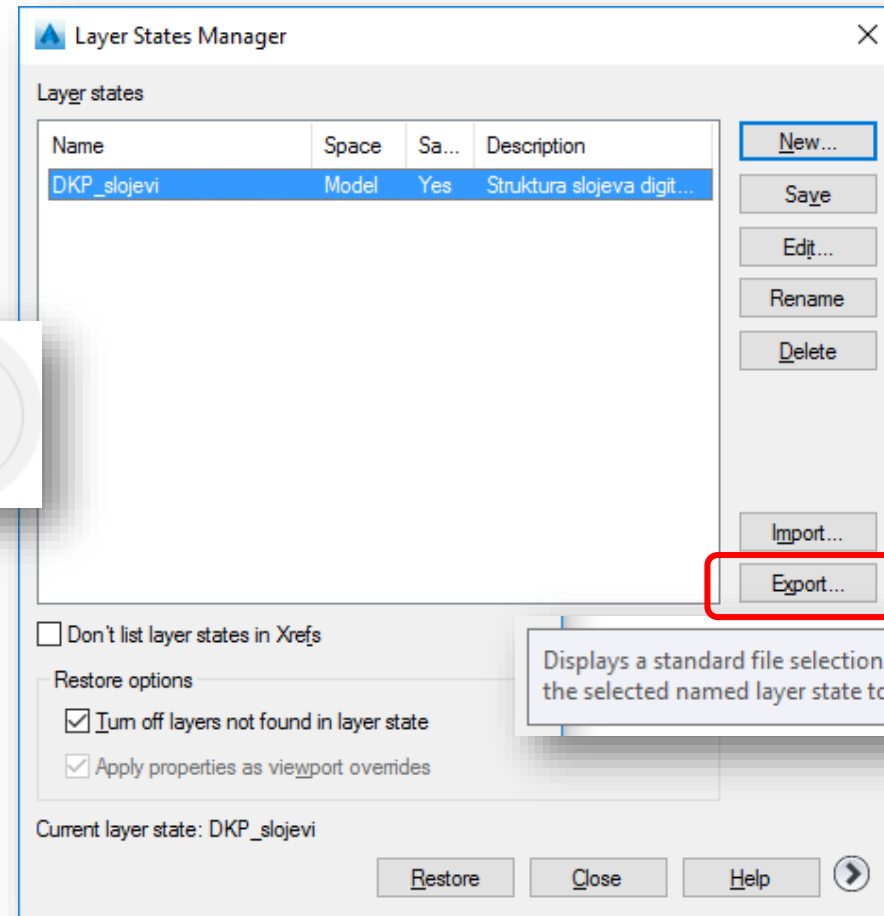 Layer States Manager
Layer states
Name Space Sa... Description
DKP_slojevi Model Yes Struktura slojeva digit...
New...
Save
Edit...
Rename
Delete
Import...
Export...
Don't list layer states in Xrefs
Displays a standard file selection
the selected named layer state to
Restore options
Turn off layers not found in layer state
Apply properties as viewport overrides
Current layer state: DKP_slojevi
Restore Close Help